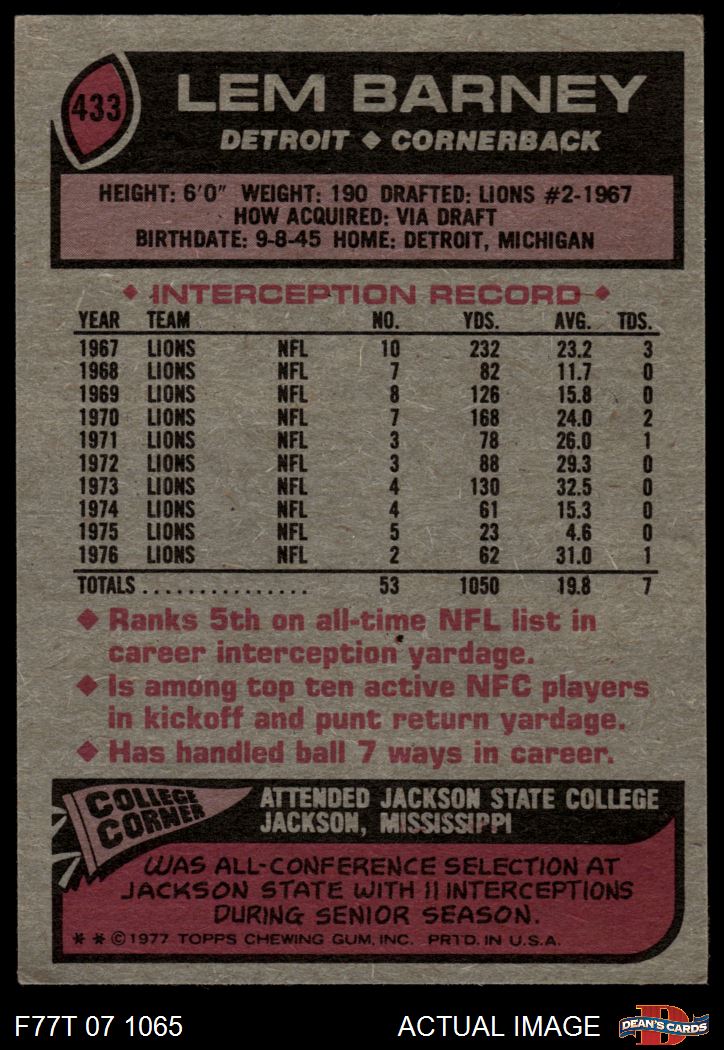 433
LEM BARNEY
DETROIT ◆ CORNERBACK
HEIGHT: 6'0" WEIGHT: 190 DRAFTED: LIONS #2-1967
HOW ACQUIRED: VIA DRAFT
BIRTHDATE: 9-8-45 HOME: DETROIT, MICHIGAN
◆ INTERCEPTION RECORD ◆
YEAR TEAM NO. YDS. AVG. TDS.
1967 LIONS NFL 10 232 23.2 3
1968 LIONS NFL 7 82 11.7 0
1969 LIONS NFL 8 126 15.8 0
1970 LIONS NFL 7 168 24.0 2
1971 LIONS NFL 3 78 26.0 1
1972 LIONS NFL 3 88 29.3 0
1973 LIONS NFL 4 130 32.5 0
1974 LIONS NFL 4 61 15.3 0
1975 LIONS NFL 5 23 4.6 0
1976 LIONS NFL 2 62 31.0 1
TOTALS................ 53 1050 19.8 7
◆ Ranks 5th on all-time NFL list in
career interception yardage.
◆ Is among top ten active NFC players
in kickoff and punt return yardage.
◆ Has handled ball 7 ways in career.
COLLEGE
CORNER
ATTENDED JACKSON STATE COLLEGE
JACKSON, MISSISSIPPI
WAS ALL-CONFERENCE SELECTION AT
JACKSON STATE WITH 11 INTERCEPTIONS
DURING SENIOR SEASON.
* * © 1977 TOPPS CHEWING GUM, INC. PRT'D. IN U.S.A.
F77T 07 1065 ACTUAL IMAGE
D
DEAN'S CARDS